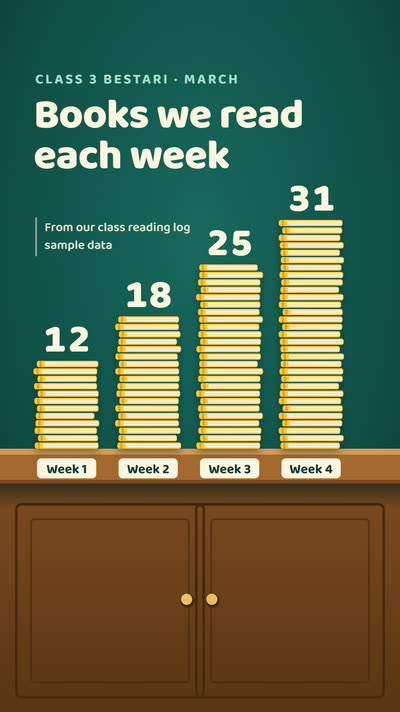 CLASS 3 BESTARI · MARCH
Books we read
each week
From our class reading log
sample data
12
18
25
31
Week 1
Week 2
Week 3
Week 4